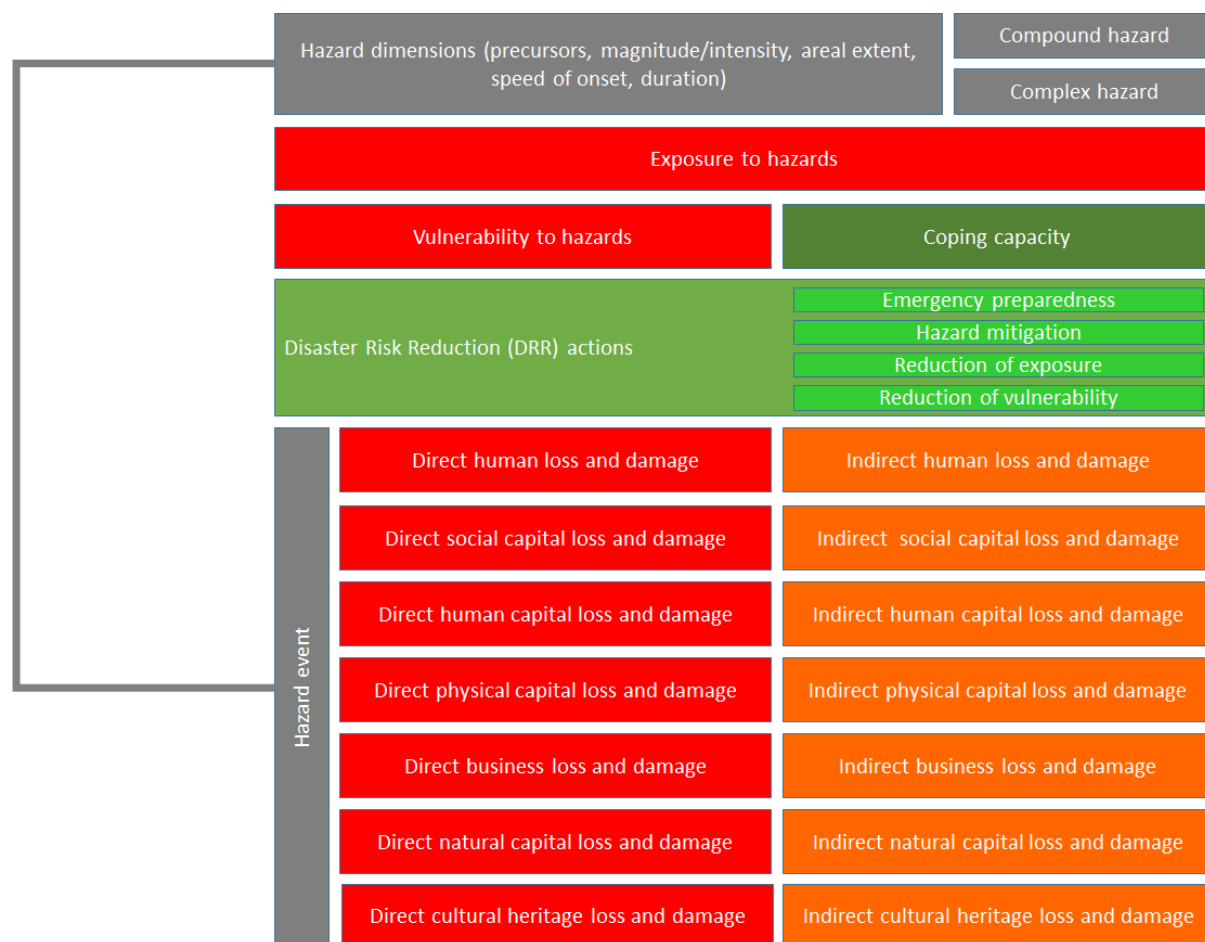 Hazard dimensions (precursors, magnitude/intensity, areal extent,
speed of onset, duration)
Compound hazard
Complex hazard
Exposure to hazards
Vulnerability to hazards
Coping capacity
Disaster Risk Reduction (DRR) actions
Emergency preparedness
Hazard mitigation
Reduction of exposure
Reduction of vulnerability
Hazard event
Direct human loss and damage
Indirect human loss and damage
Direct social capital loss and damage
Indirect social capital loss and damage
Direct human capital loss and damage
Indirect human capital loss and damage
Direct physical capital loss and damage
Indirect physical capital loss and damage
Direct business loss and damage
Indirect business loss and damage
Direct natural capital loss and damage
Indirect natural capital loss and damage
Direct cultural heritage loss and damage
Indirect cultural heritage loss and damage